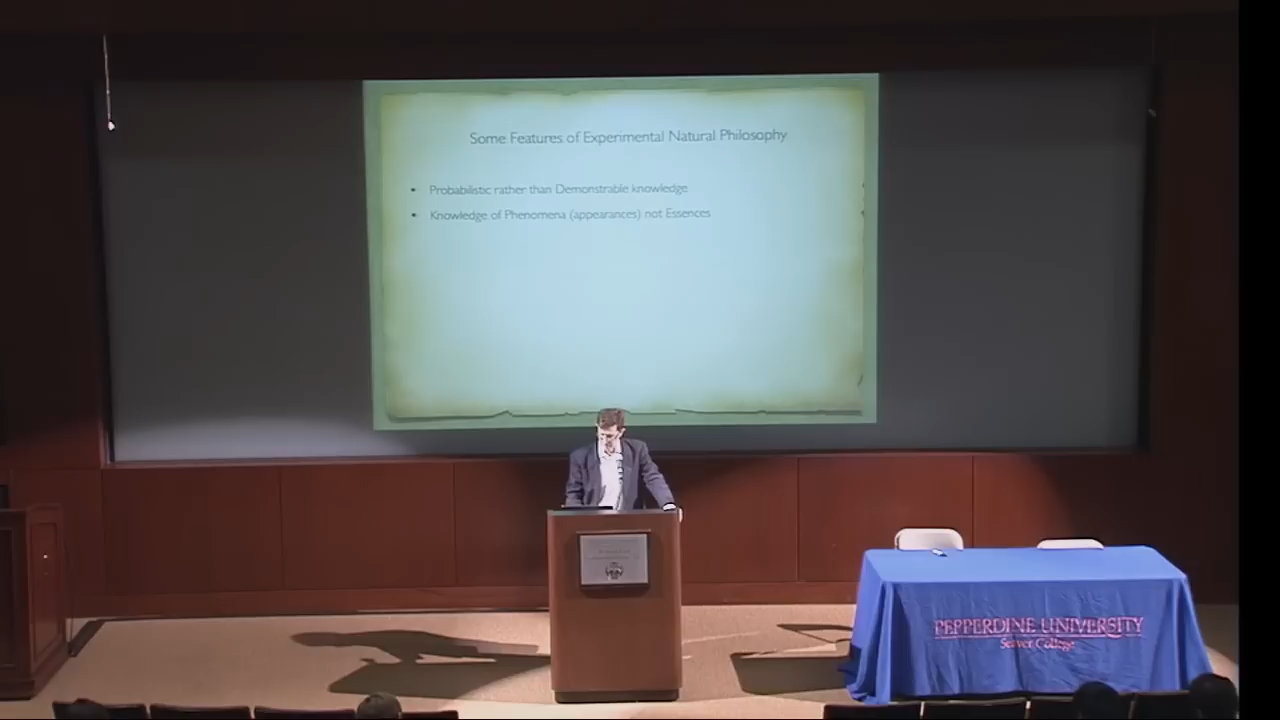 Some Features of Experimental Natural Philosophy
• Probabilistic rather than Demonstrable knowledge
• Knowledge of Phenomena (appearances) not Essences
PEPPERDINE UNIVERSITY
Seaver College